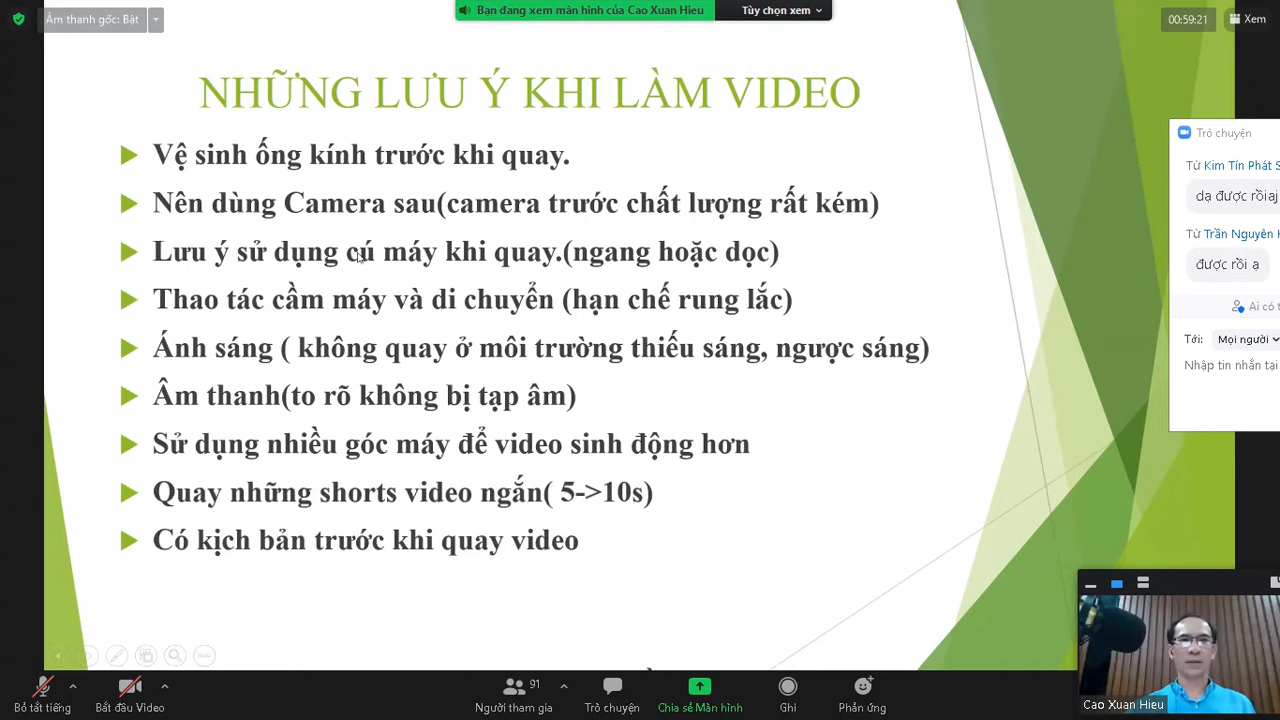 Âm thanh gốc: Bật
Bạn đang xem màn hình của Cao Xuan Hieu
Tùy chọn xem
00:59:21
Xem
NHỮNG LƯU Ý KHI LÀM VIDEO
Vệ sinh ống kính trước khi quay.
Nên dùng Camera sau(camera trước chất lượng rất kém)
Lưu ý sử dụng cú máy khi quay.(ngang hoặc dọc)
Thao tác cầm máy và di chuyển (hạn chế rung lắc)
Ánh sáng ( không quay ở môi trường thiếu sáng, ngược sáng)
Âm thanh(to rõ không bị tạp âm)
Sử dụng nhiều góc máy để video sinh động hơn
Quay những shorts video ngắn( 5->10s)
Có kịch bản trước khi quay video
Trò chuyện
Từ Kim Tín Phát S
dạ được rồiaj
Từ Trần Nguyên
được rồi ạ
Ai có t
Tới: Mọi người
Nhập tin nhắn tại
Cao Xuan Hieu
Bỏ tắt tiếng
Bắt đầu Video
91
Người tham gia
Trò chuyện
Chia sẻ Màn hình
Ghi
Phản ứng